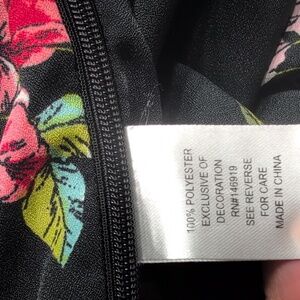 100% POLYESTER
EXCLUSIVE OF
DECORATION
RN#146919
SEE REVERSE
FOR CARE
MADE IN CHINA